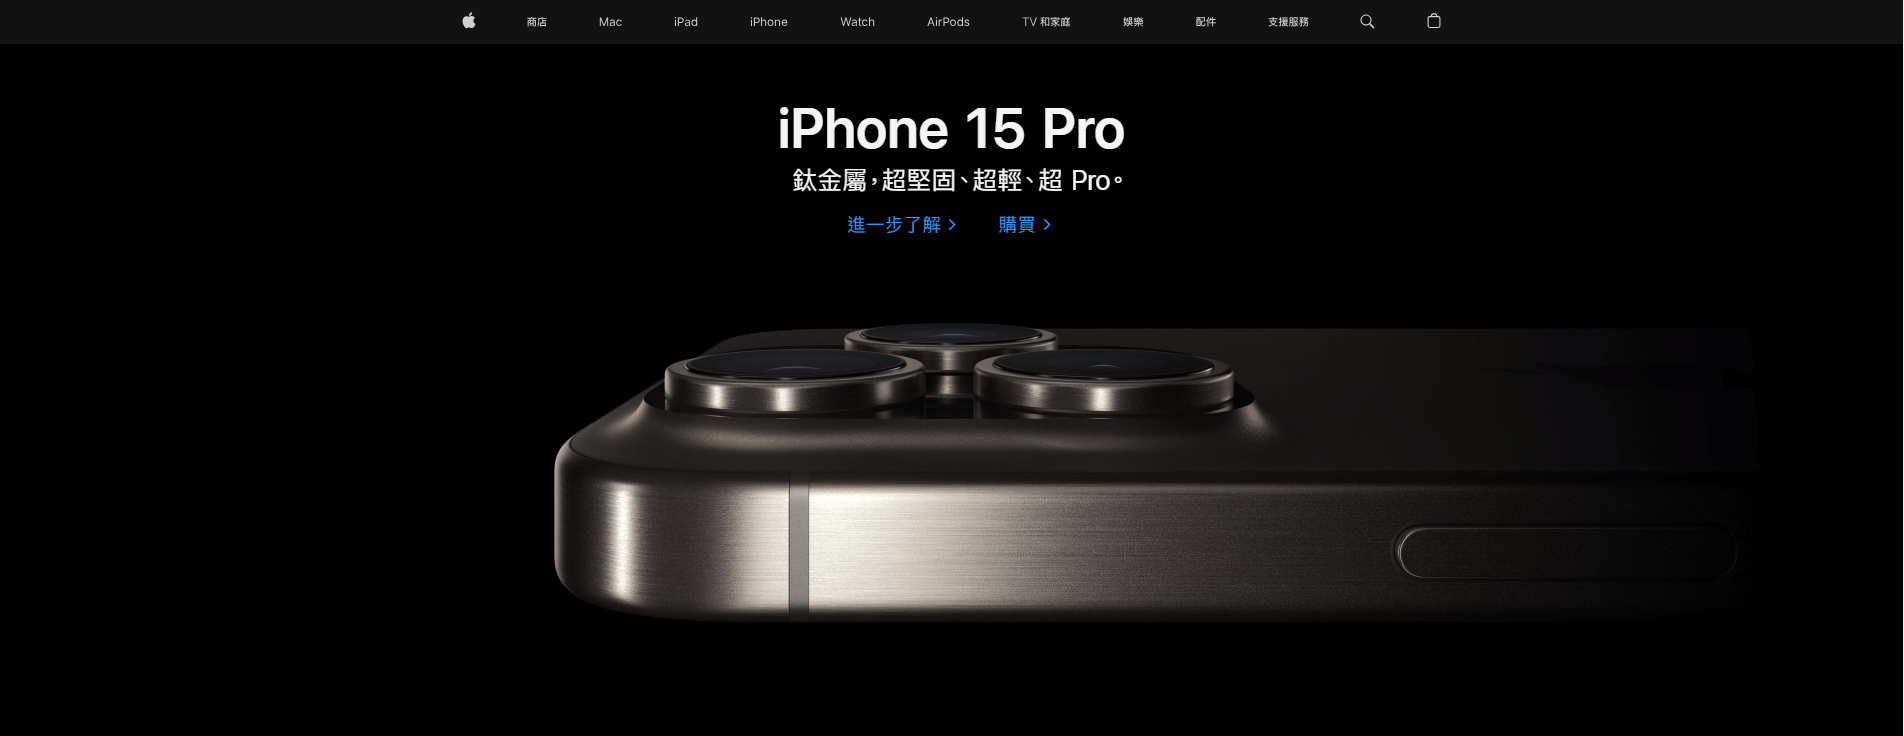 商店 Mac iPad iPhone Watch AirPods TV 和家庭 娛樂 配件 支援服務
iPhone 15 Pro
鈦金屬，超堅固、超輕、超 Pro。
進一步了解 > 購買 >